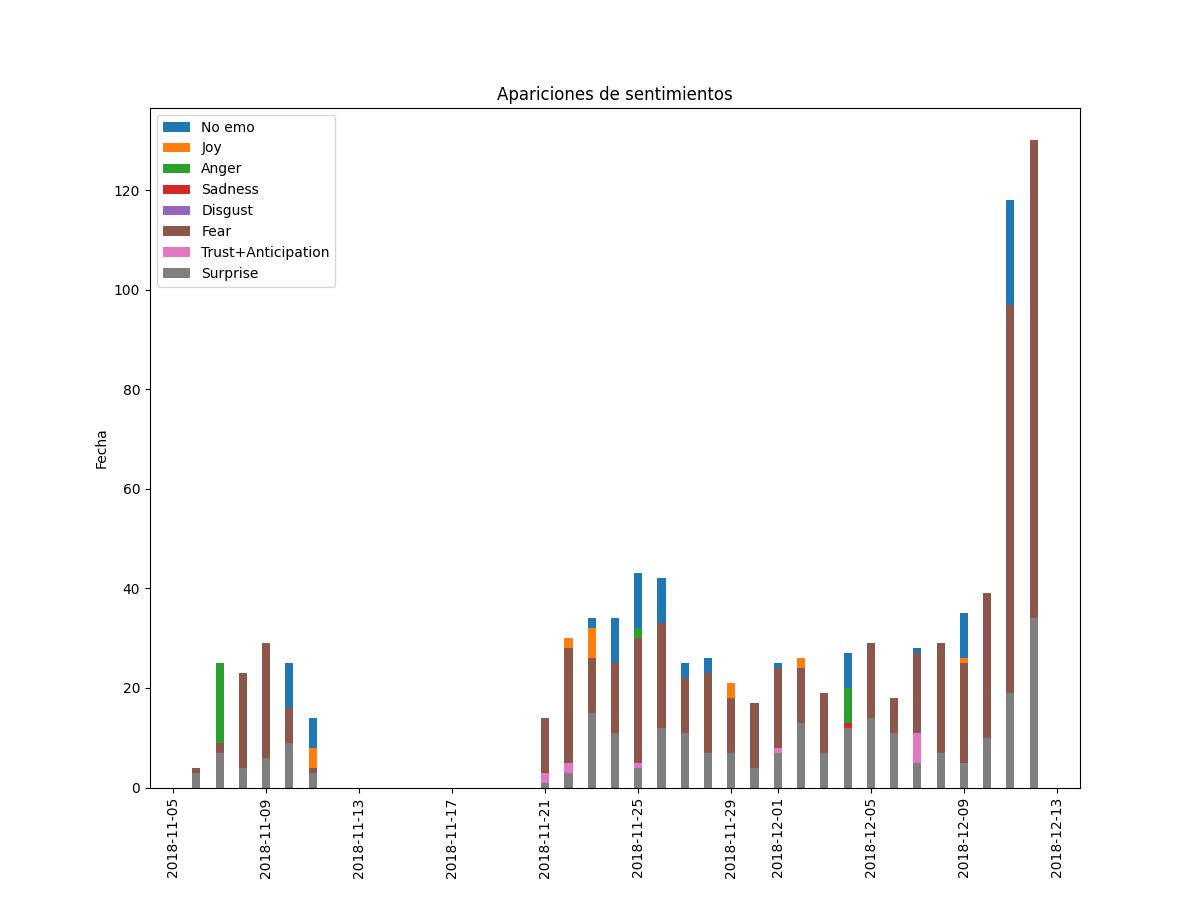 Apariciones de sentimientos
No emo
Joy
Anger
Sadness
Disgust
Fear
Trust+Anticipation
Surprise
Fecha
120
100
80
60
40
20
0
2018-11-05
2018-11-09
2018-11-13
2018-11-17
2018-11-21
2018-11-25
2018-11-29
2018-12-01
2018-12-05
2018-12-09
2018-12-13